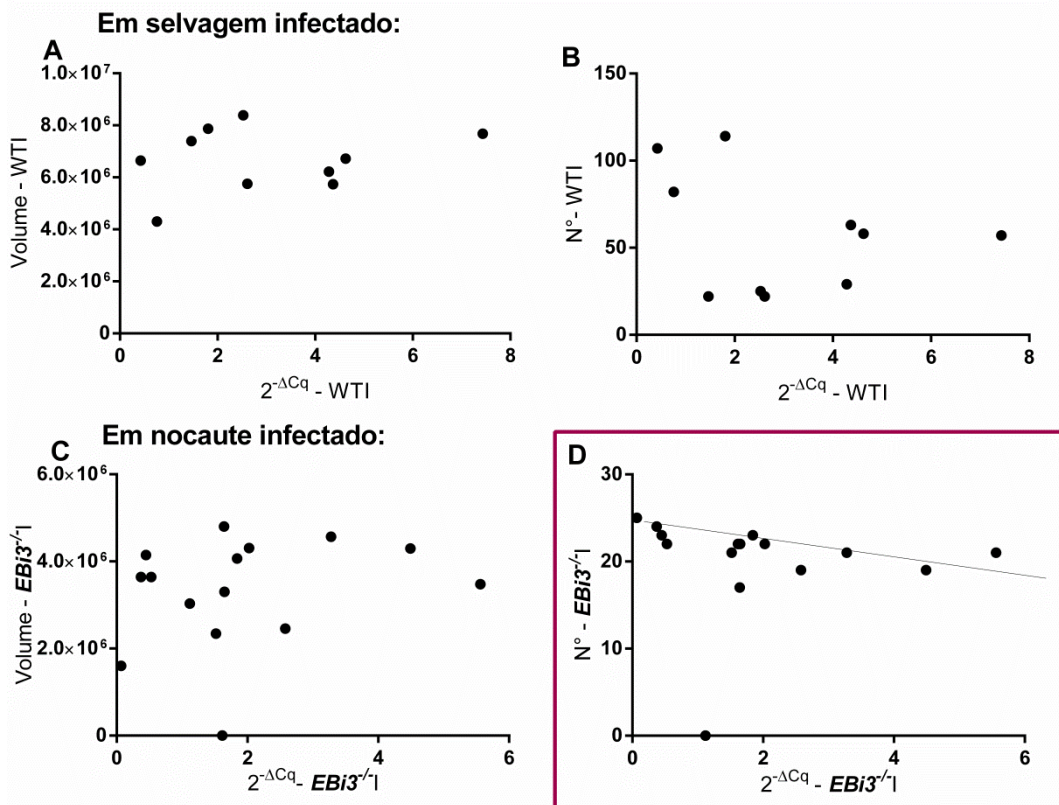 Em selvagem infectado:
A
1.0×10⁷
8.0×10⁶
6.0×10⁶
4.0×10⁶
2.0×10⁶
0
Volume - WTI
0 2 4 6 8
2^-ΔCq - WTI
B
150
100
50
0
N°- WTI
0 2 4 6 8
2^-ΔCq - WTI
Em nocaute infectado:
C
6.0×10⁶
4.0×10⁶
2.0×10⁶
0
Volume - EBi3^-/-I
0 2 4 6
2^-ΔCq- EBi3^-/-I
D
30
20
10
0
N° - EBi3^-/-I
0 2 4 6
2^-ΔCq - EBi3^-/-I